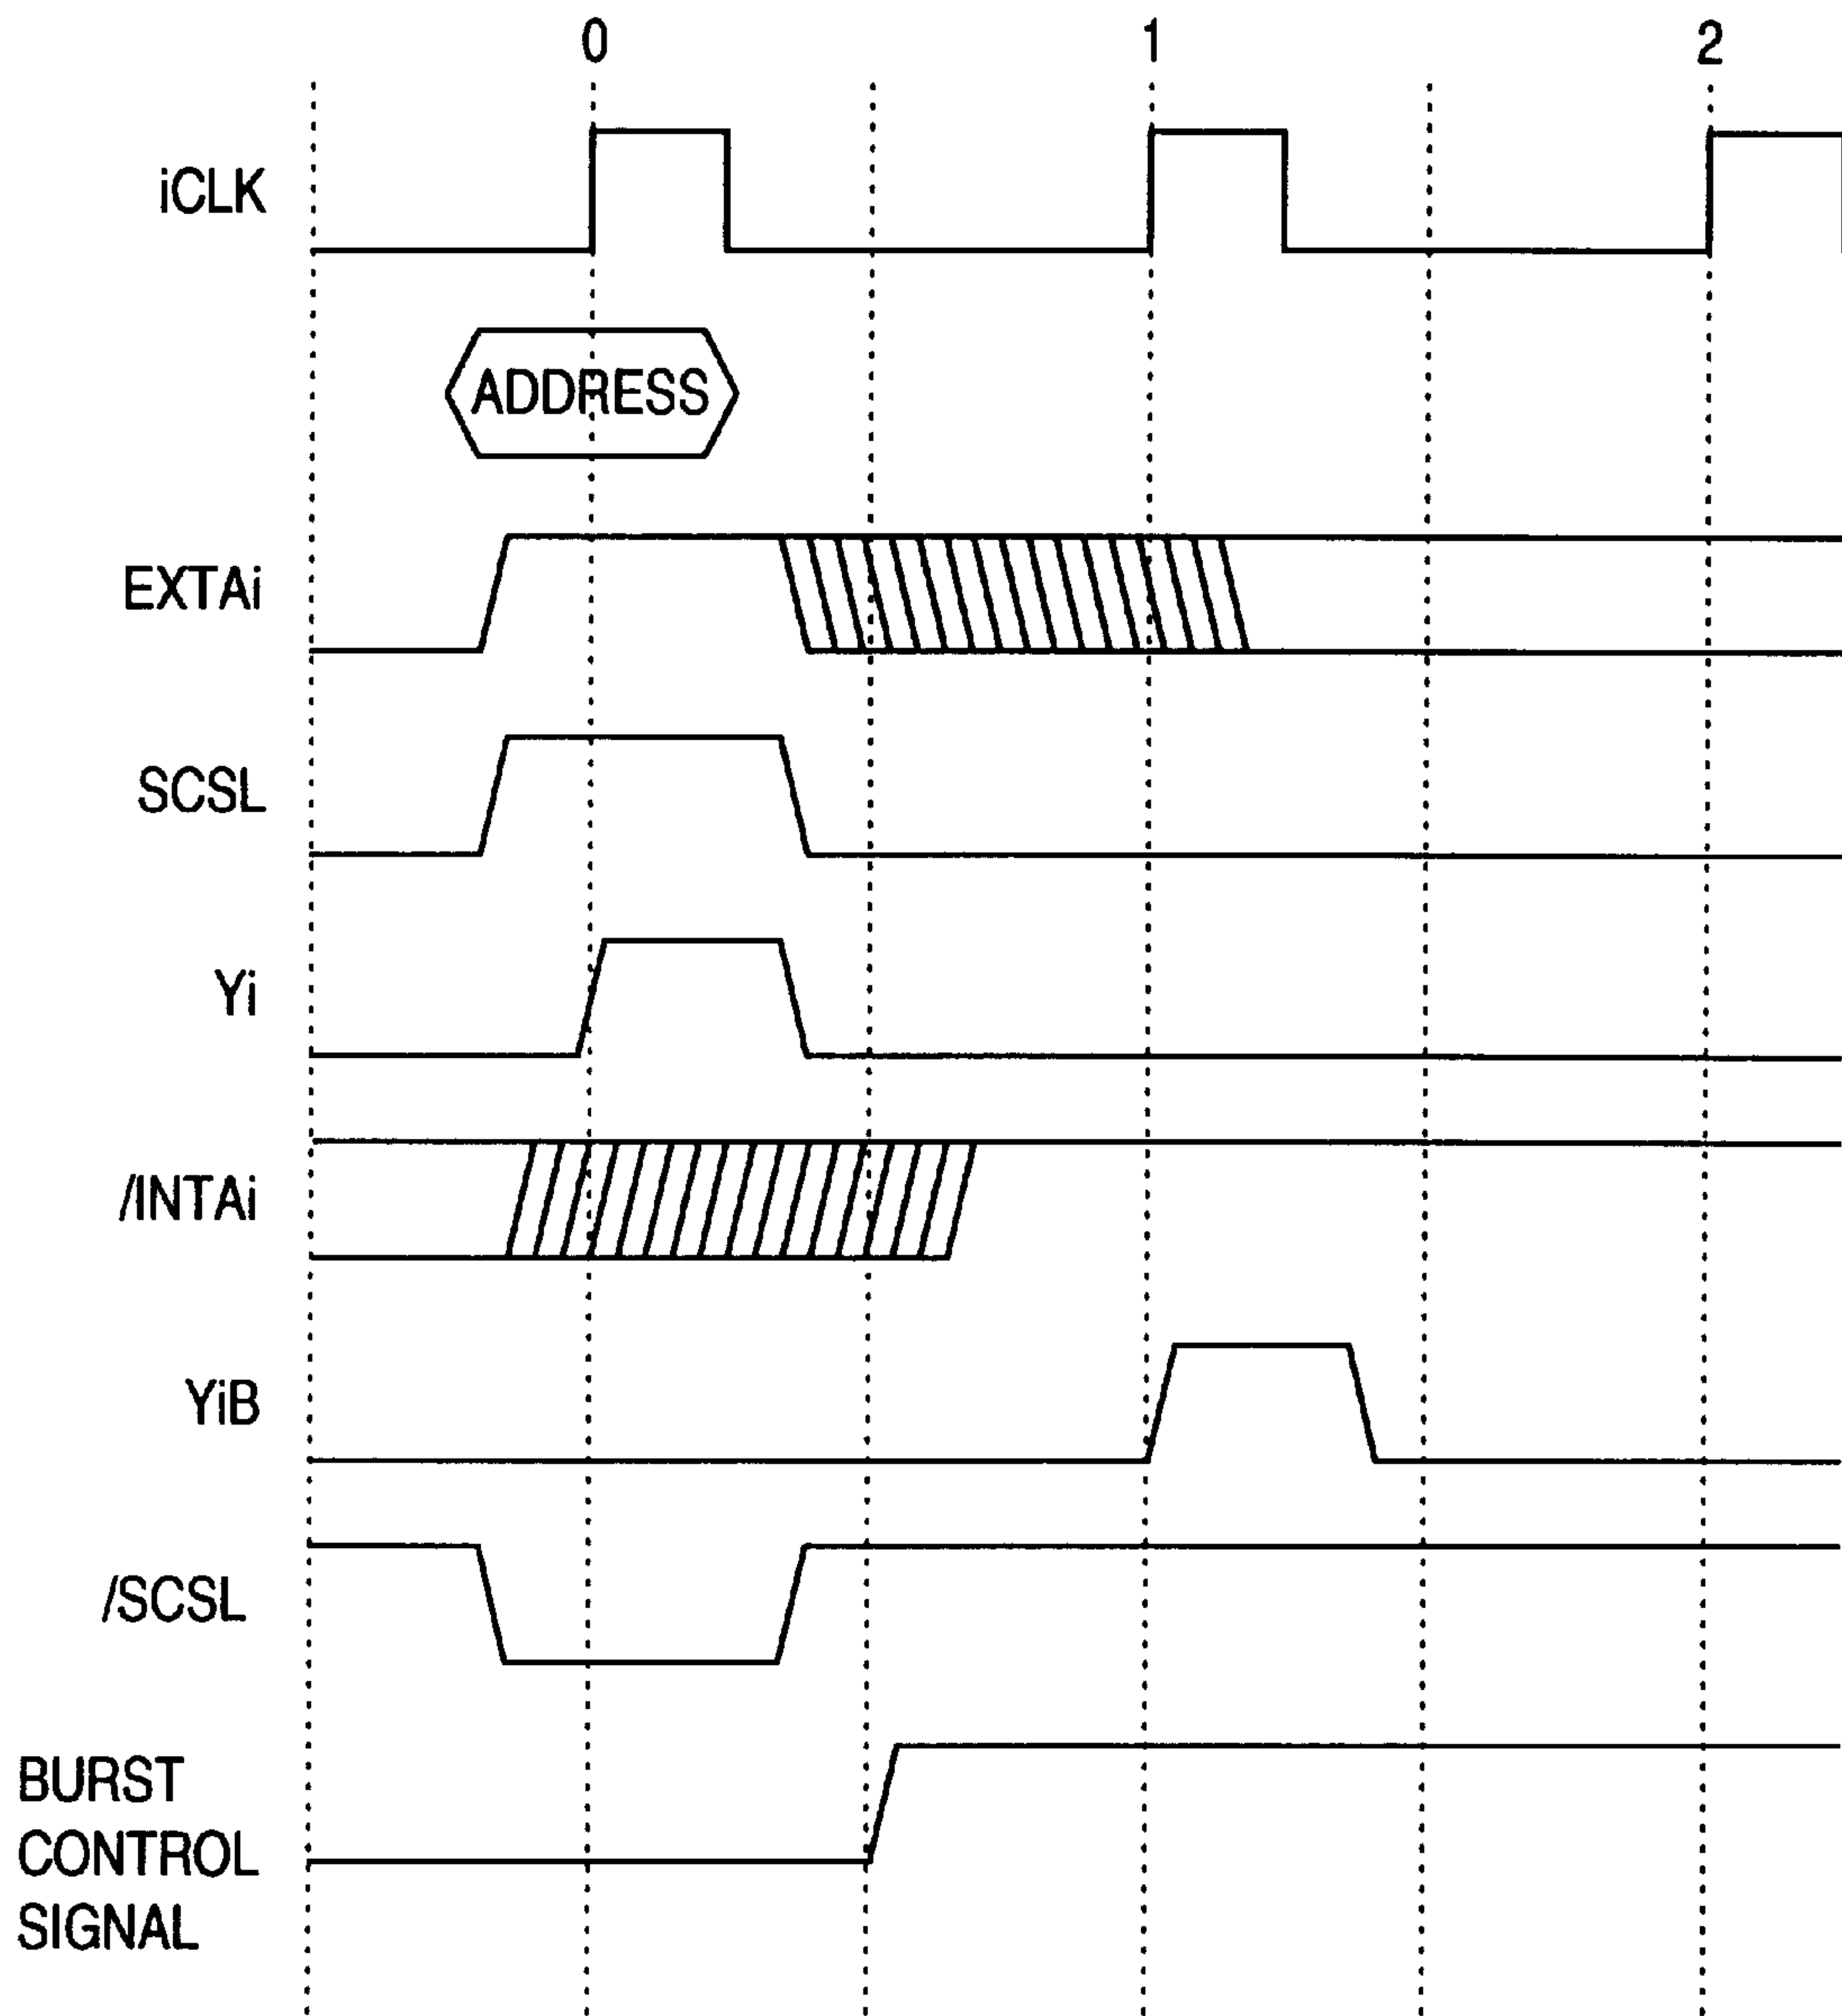 0 1 2
iCLK
ADDRESS
EXTAi
SCSL
Yi
/INTAi
YiB
/SCSL
BURST
CONTROL
SIGNAL